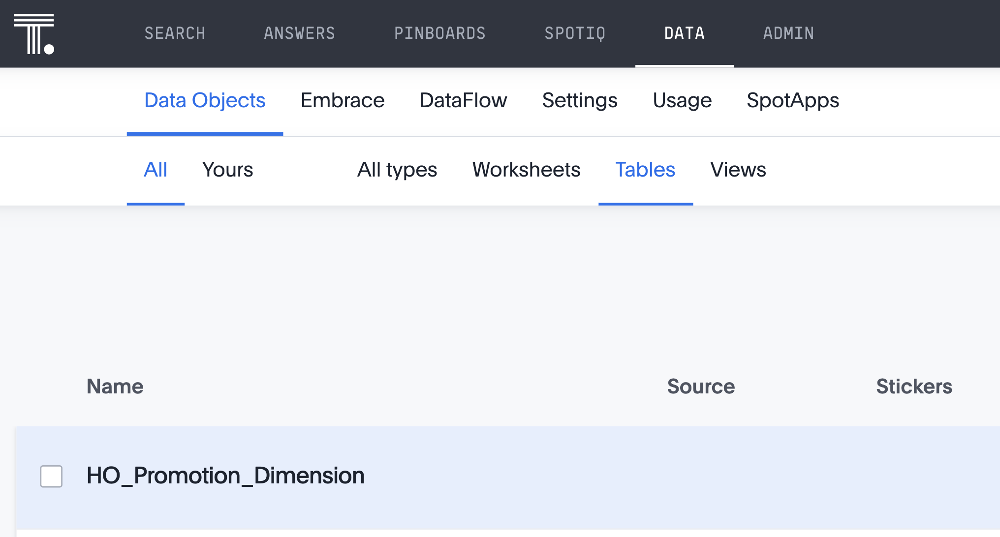 T.
SEARCH ANSWERS PINBOARDS SPOTIQ DATA ADMIN
Data Objects Embrace DataFlow Settings Usage SpotApps
All Yours All types Worksheets Tables Views
Name Source Stickers
HO_Promotion_Dimension